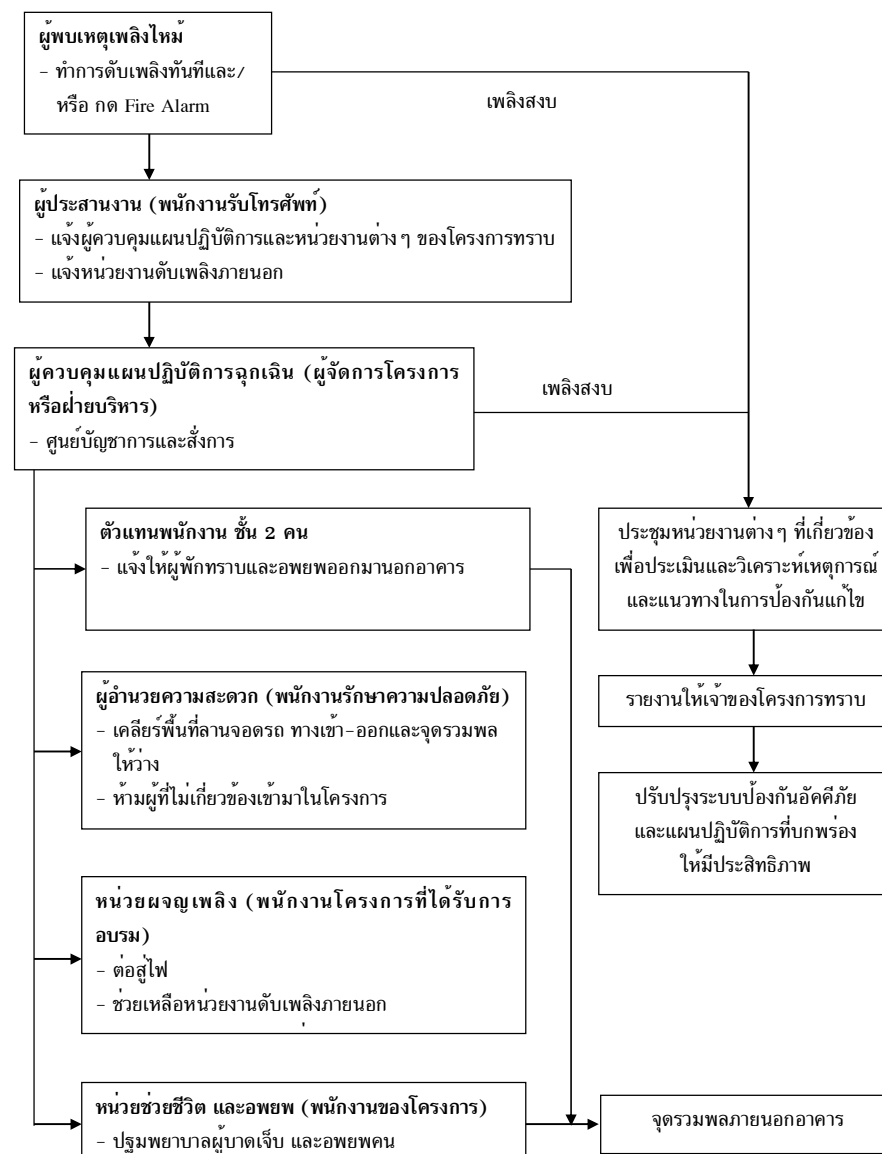 ผู้พบเหตุเพลิงไหม้
- ทำการดับเพลิงทันทีและ/
หรือ กด Fire Alarm
เพลิงสงบ
ผู้ประสานงาน (พนักงานรับโทรศัพท์)
- แจ้งผู้ควบคุมแผนปฏิบัติการและหน่วยงานต่างๆ ของโครงการทราบ
- แจ้งหน่วยงานดับเพลิงภายนอก
ผู้ควบคุมแผนปฏิบัติการฉุกเฉิน (ผู้จัดการโครงการ
หรือฝ่ายบริหาร)
- ศูนย์บัญชาการและสั่งการ
เพลิงสงบ
ตัวแทนพนักงาน ชั้น 2 คน
- แจ้งให้ผู้พักทราบและอพยพออกมานอกอาคาร
ประชุมหน่วยงานต่างๆ ที่เกี่ยวข้อง
เพื่อประเมินและวิเคราะห์เหตุการณ์
และแนวทางในการป้องกันแก้ไข
ผู้อำนวยความสะดวก (พนักงานรักษาความปลอดภัย)
- เคลียร์พื้นที่ลานจอดรถ ทางเข้า-ออกและจุดรวมพล
ให้ว่าง
- ห้ามผู้ที่ไม่เกี่ยวข้องเข้ามาในโครงการ
รายงานให้เจ้าของโครงการทราบ
ปรับปรุงระบบป้องกันอัคคีภัย
และแผนปฏิบัติการที่บกพร่อง
ให้มีประสิทธิภาพ
หน่วยผจญเพลิง (พนักงานโครงการที่ได้รับการ
อบรม)
- ต่อสู้ไฟ
- ช่วยเหลือหน่วยงานดับเพลิงภายนอก
หน่วยช่วยชีวิต และอพยพ (พนักงานของโครงการ)
- ปฐมพยาบาลผู้บาดเจ็บ และอพยพคน
จุดรวมพลภายนอกอาคาร